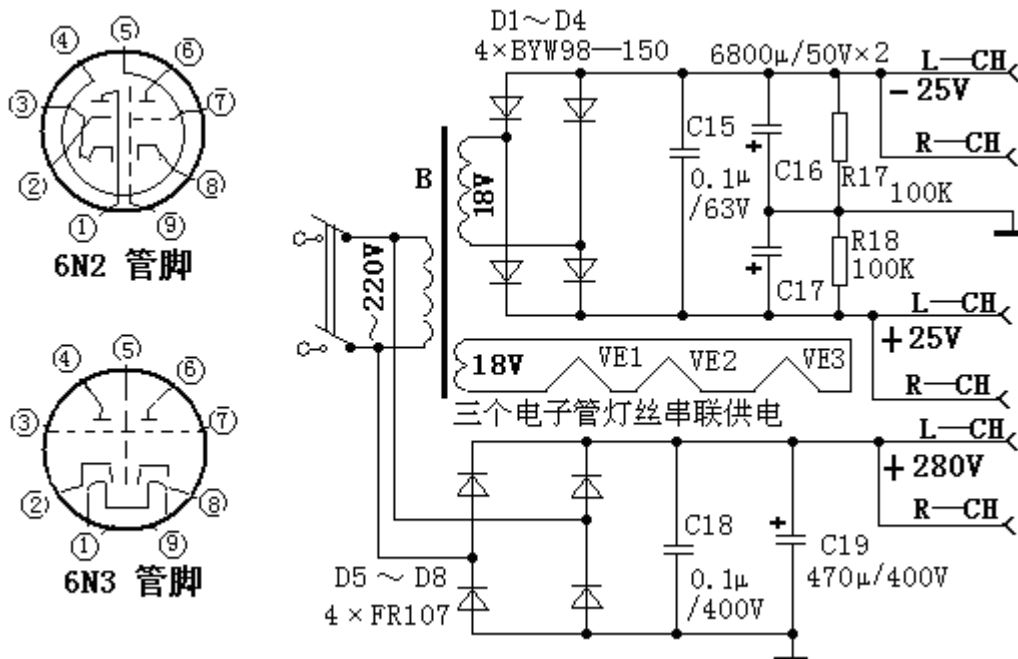 D1～D4
4×BYW98—150
6800μ/50V×2
L—CH
－25V
R—CH
④
⑤
⑥
③
⑦
②
⑧
①
⑨
6N2 管脚
B
18V
C15
0.1μ
/63V
C16
R17
100K
～220V
R18
100K
C17
L—CH
＋25V
R—CH
18V
VE1
VE2
VE3
三个电子管灯丝串联供电
④
⑤
⑥
③
⑦
②
⑧
①
⑨
6N3 管脚
L—CH
＋280V
R—CH
C18
0.1μ
/400V
C19
470μ/400V
D5 ～ D8
4×FR107